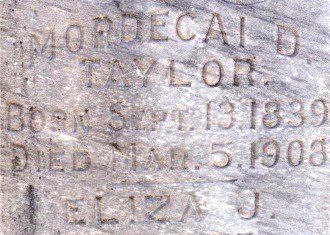 MORDECAI D.
TAYLOR.
BORN SEPT. 13, 1839
DIED MAR. 5, 1908
ELIZA J.